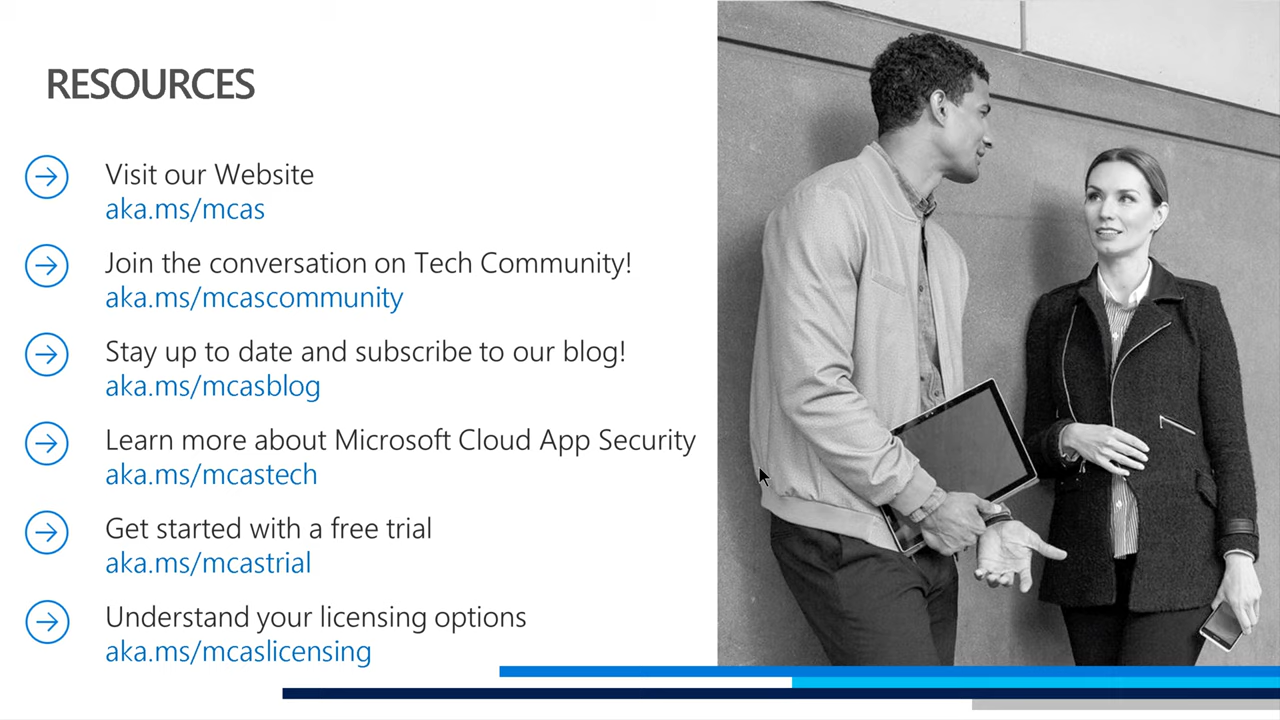 RESOURCES
Visit our Website
aka.ms/mcas
Join the conversation on Tech Community!
aka.ms/mcascommunity
Stay up to date and subscribe to our blog!
aka.ms/mcasblog
Learn more about Microsoft Cloud App Security
aka.ms/mcastech
Get started with a free trial
aka.ms/mcastrial
Understand your licensing options
aka.ms/mcaslicensing